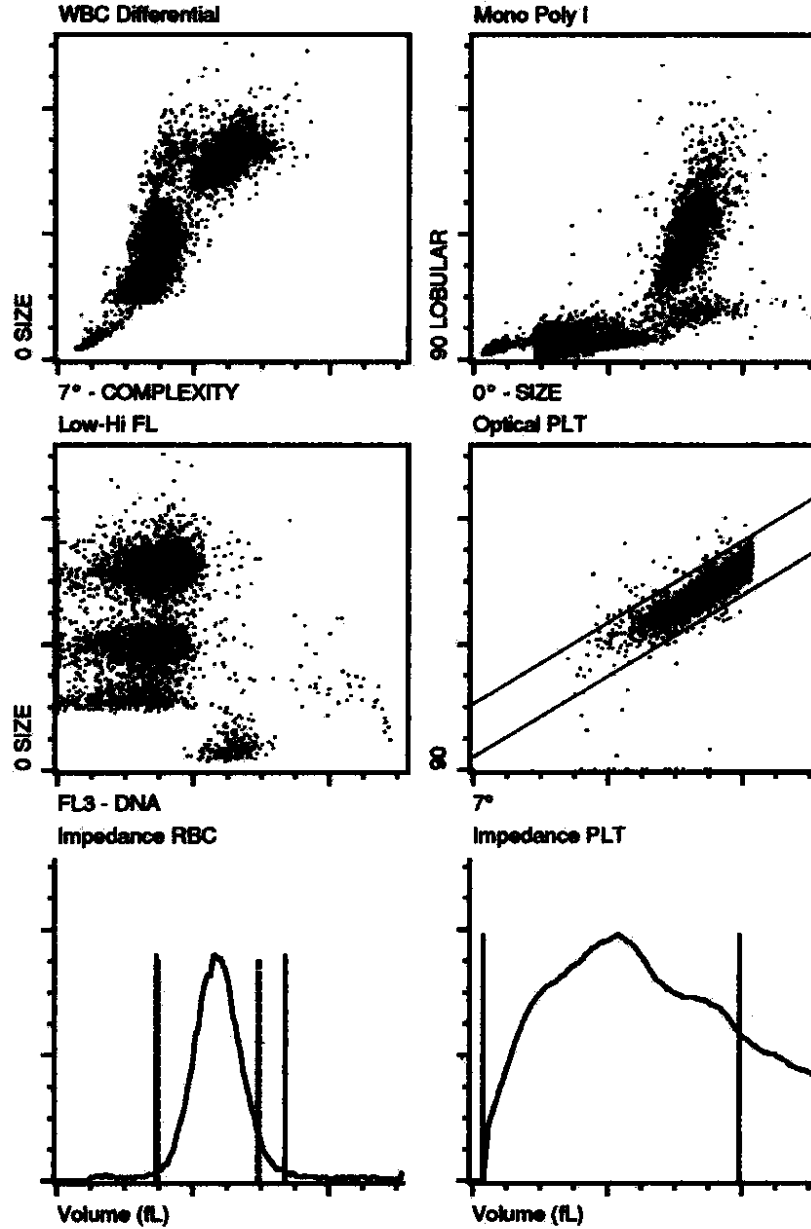 WBC Differential
Mono Poly I
0 SIZE
90 LOBULAR
7° - COMPLEXITY
0° - SIZE
Low-Hi FL
Optical PLT
0 SIZE
90
FL3 - DNA
7°
Impedance RBC
Impedance PLT
Volume (fL)
Volume (fL)